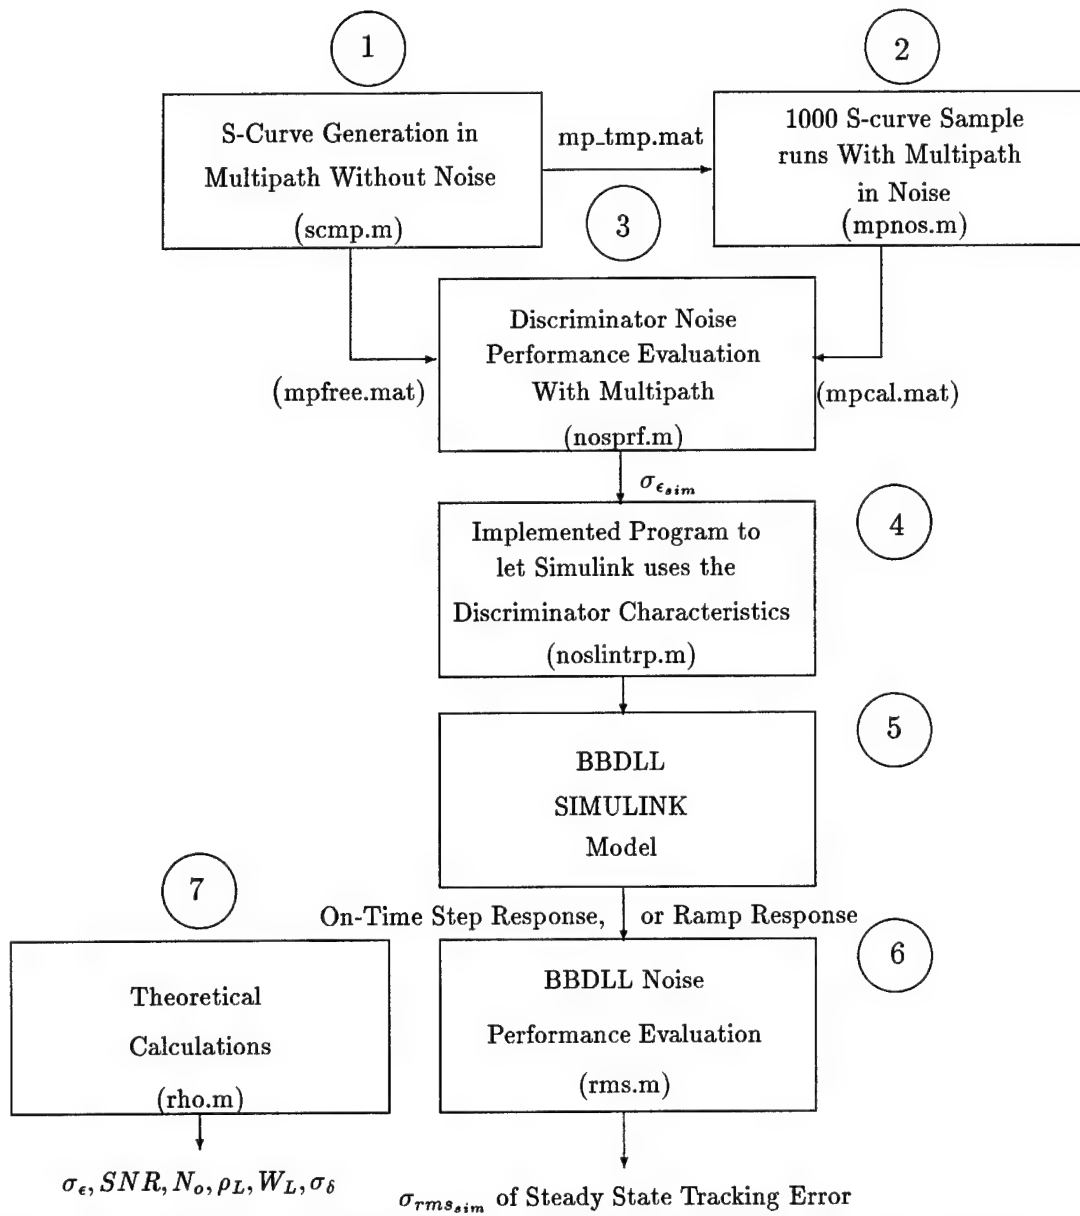 1
S-Curve Generation in
Multipath Without Noise
(scmp.m)
mp_tmp.mat
2
1000 S-curve Sample
runs With Multipath
in Noise
(mpnos.m)
3
Discriminator Noise
Performance Evaluation
With Multipath
(nosprf.m)
(mpfree.mat)
(mpcal.mat)
σ_{ϵ_{sim}}
4
Implemented Program to
let Simulink uses the
Discriminator Characteristics
(noslintrp.m)
5
BBDLL
SIMULINK
Model
On-Time Step Response, or Ramp Response
6
BBDLL Noise
Performance Evaluation
(rms.m)
σ_{rms_{sim}} of Steady State Tracking Error
7
Theoretical
Calculations
(rho.m)
σ_ϵ, SNR, N_o, ρ_L, W_L, σ_δ